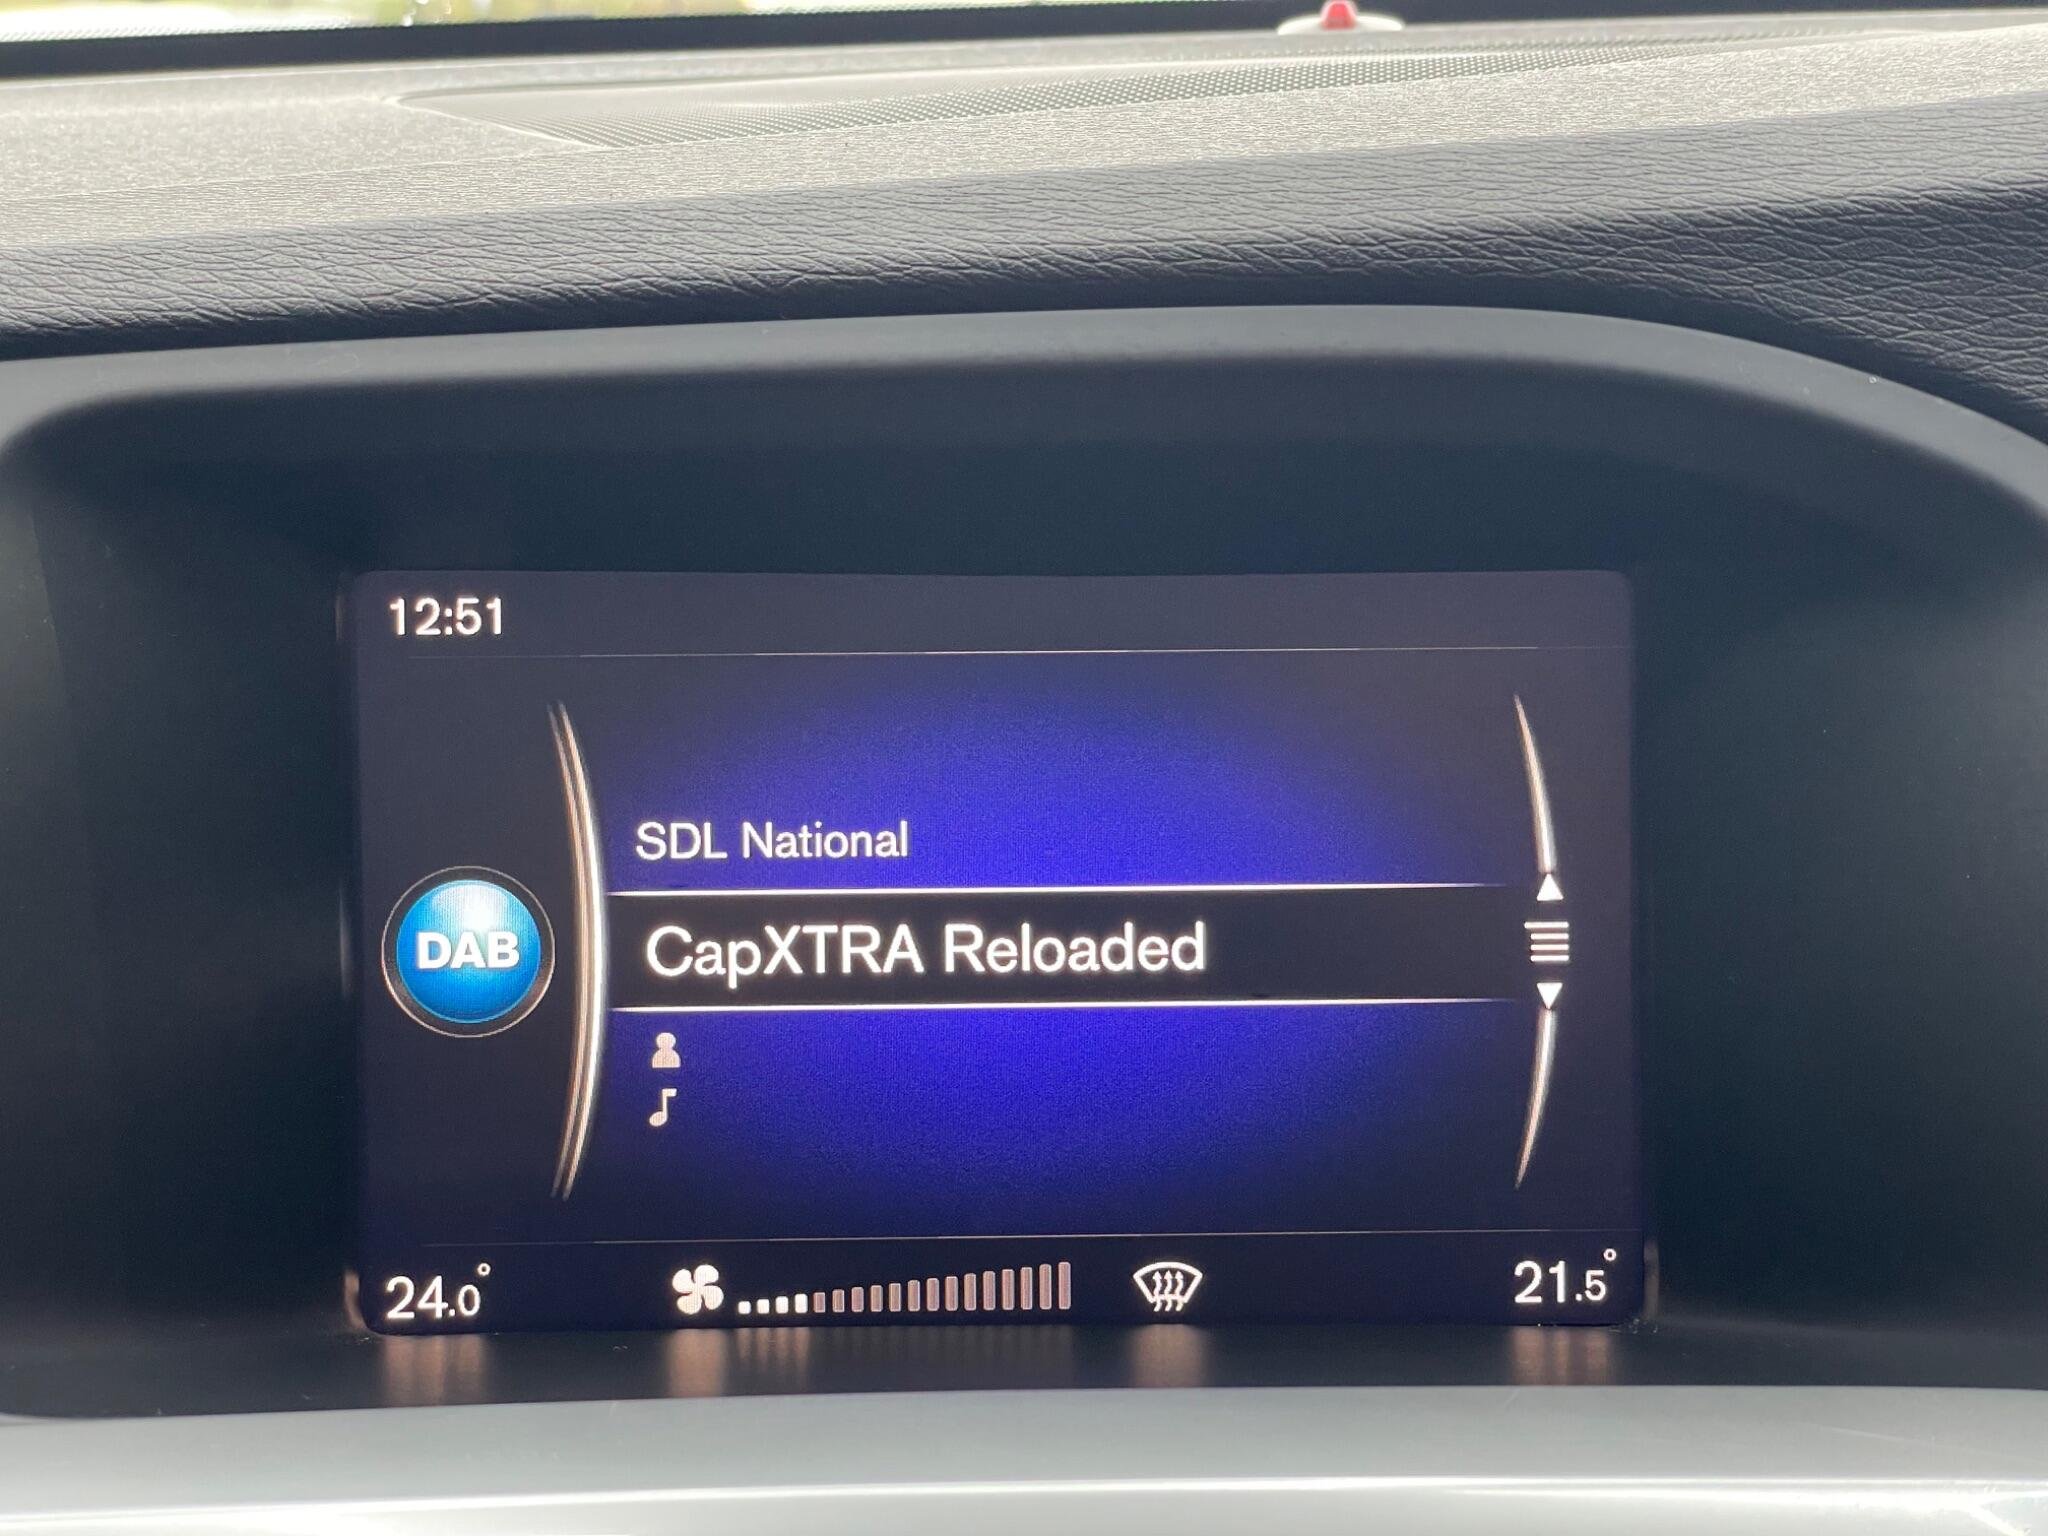 12:51
SDL National
DAB
CapXTRA Reloaded
24.0°
21.5°